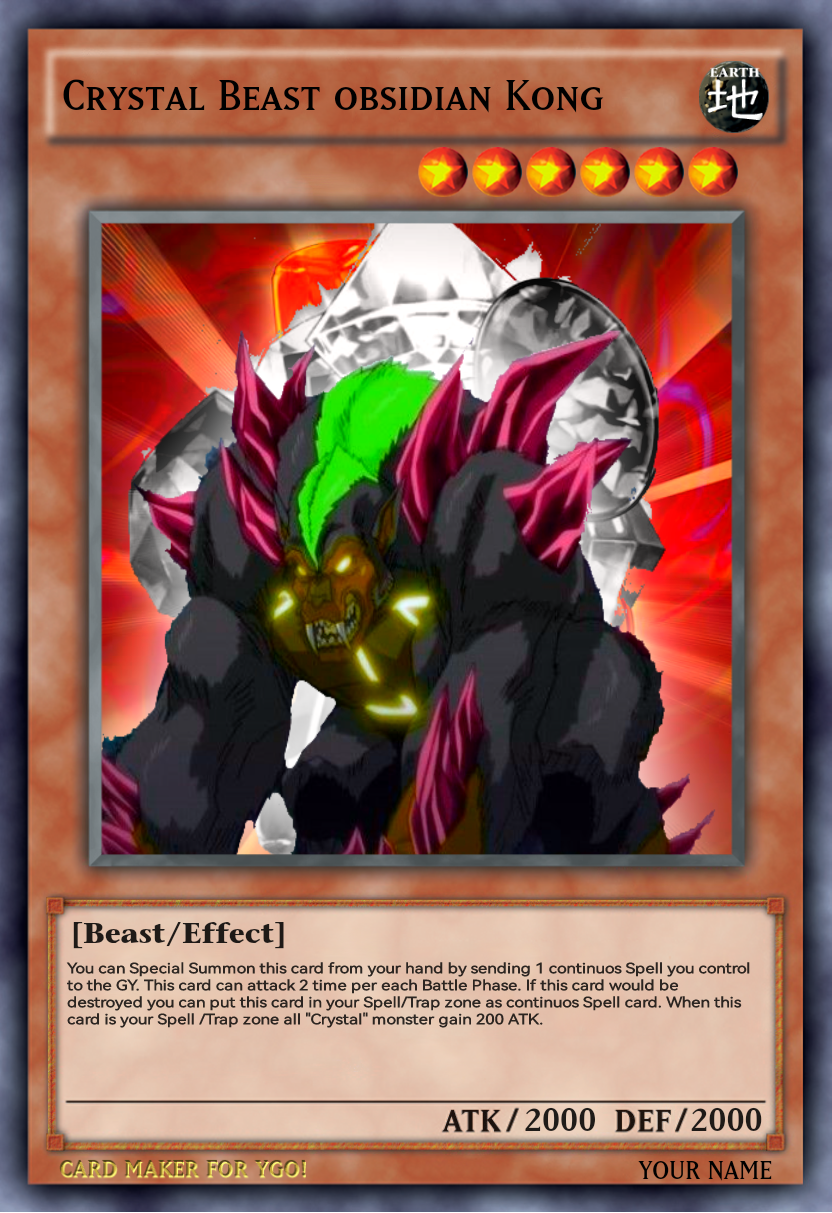 Crystal Beast obsidian Kong
EARTH
地
[Beast/Effect]
You can Special Summon this card from your hand by sending 1 continuos Spell you control
to the GY. This card can attack 2 time per each Battle Phase. If this card would be
destroyed you can put this card in your Spell/Trap zone as continuos Spell card. When this
card is your Spell /Trap zone all "Crystal" monster gain 200 ATK.
ATK/2000 DEF/2000
CARD MAKER FOR YGO!
YOUR NAME